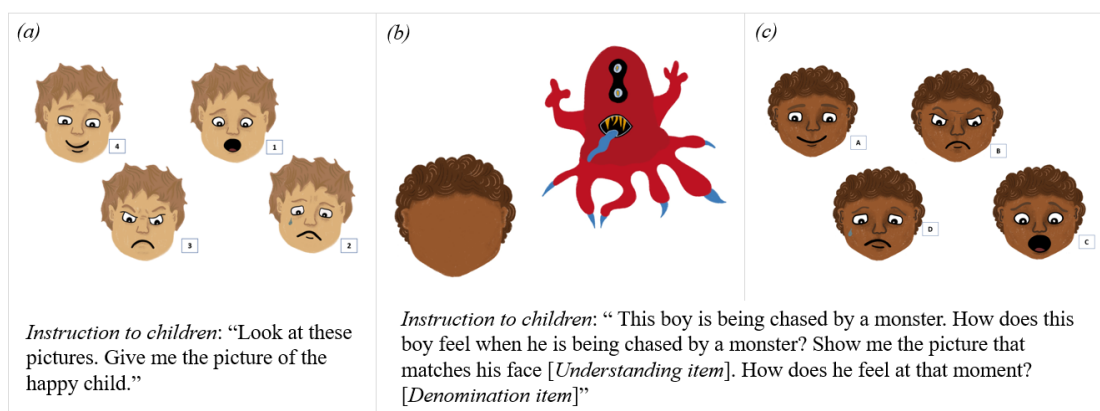 (a)
4
1
3
2
Instruction to children: “Look at these
pictures. Give me the picture of the
happy child.”
(b)
(c)
A
B
D
C
Instruction to children: “ This boy is being chased by a monster. How does this
boy feel when he is being chased by a monster? Show me the picture that
matches his face [Understanding item]. How does he feel at that moment?
[Denomination item]”